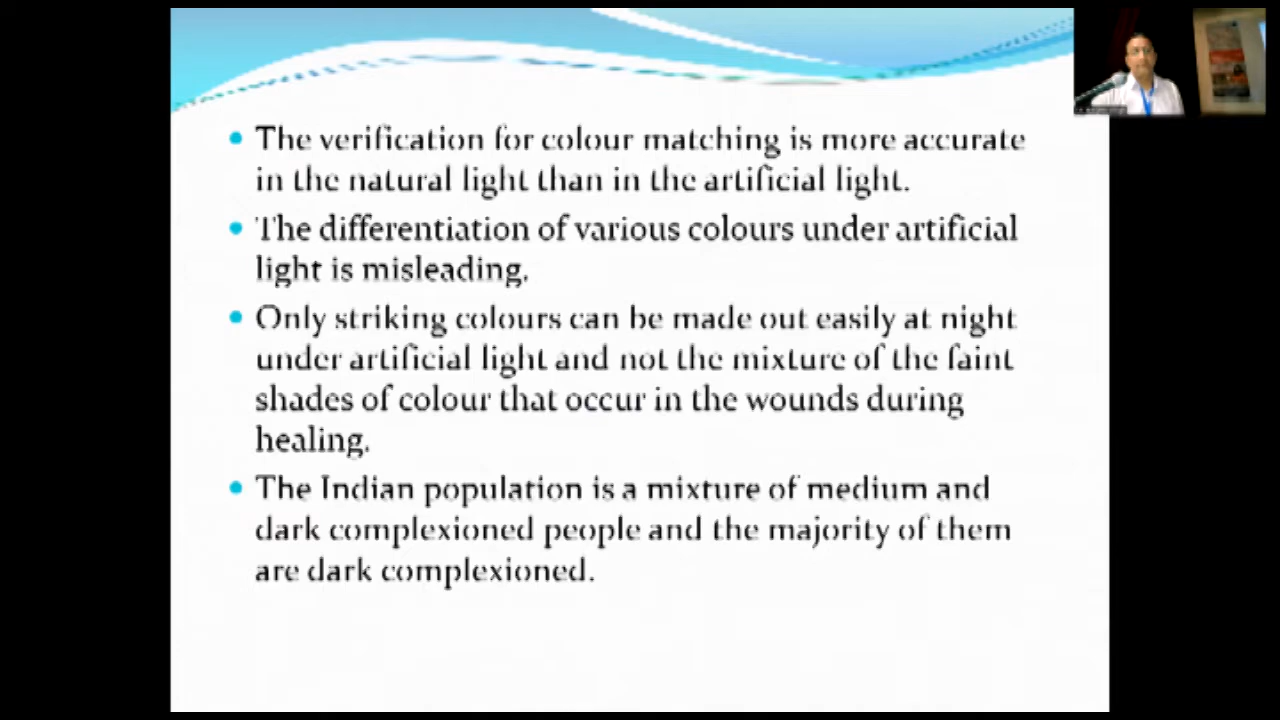 The verification for colour matching is more accurate
in the natural light than in the artificial light.
The differentiation of various colours under artificial
light is misleading.
Only striking colours can be made out easily at night
under artificial light and not the mixture of the faint
shades of colour that occur in the wounds during
healing.
The Indian population is a mixture of medium and
dark complexioned people and the majority of them
are dark complexioned.